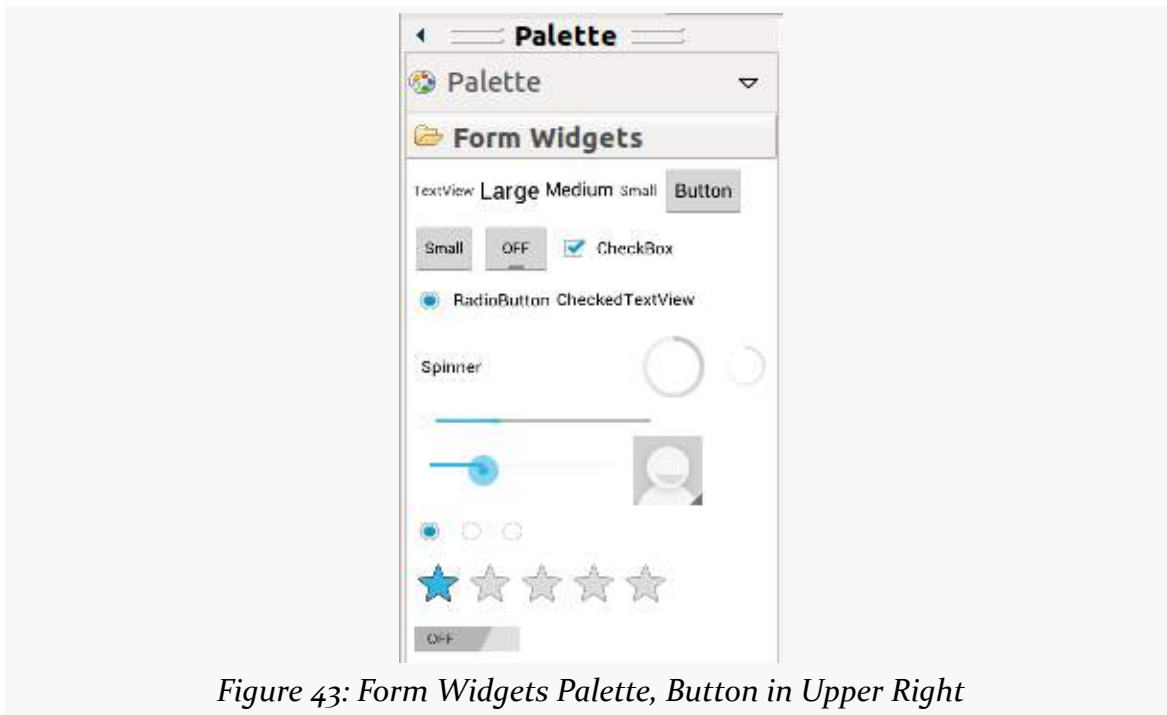 Palette
Palette
Form Widgets
TextView Large Medium Small Button
Small OFF CheckBox
RadioButton CheckedTextView
Spinner
OFF
Figure 43: Form Widgets Palette, Button in Upper Right